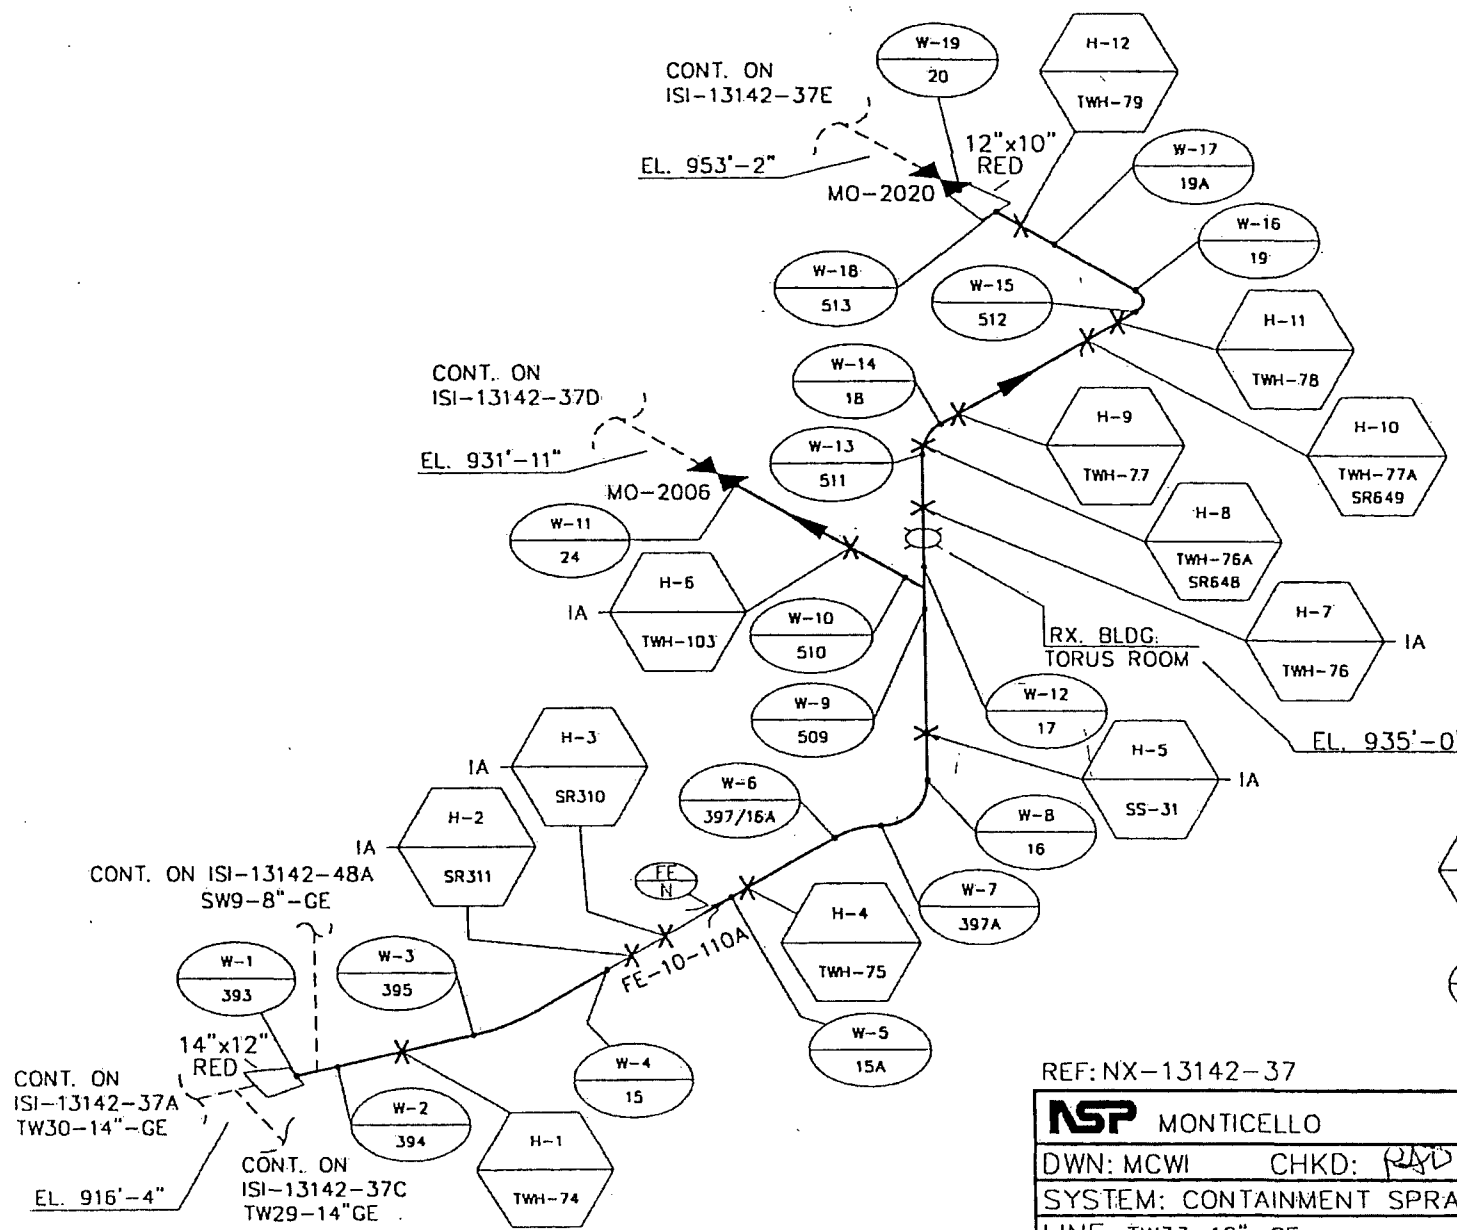 W-19
20
H-12
TWH-79
CONT. ON
ISI-13142-37E
12"x10"
RED
W-17
19A
EL. 953'-2"
MO-2020
W-16
19
W-18
513
W-15
512
H-11
TWH-78
CONT. ON
ISI-13142-37D
W-14
18
H-9
TWH-77
H-10
TWH-77A
SR649
EL. 931'-11"
W-13
511
MO-2006
H-8
TWH-76A
SR648
W-11
24
H-6
IA
TWH-103
H-7
IA
TWH-76
W-10
510
RX. BLDG.
TORUS ROOM
W-9
509
W-12
17
EL. 935'-0
H-3
IA
SR310
H-5
IA
SS-31
W-6
397/16A
H-2
IA
SR311
W-8
16
CONT. ON ISI-13142-48A
SW9-8"-GE
FE
N
H-4
TWH-75
W-7
397A
FE-10-110A
W-1
393
W-3
395
14"x12"
RED
W-5
15A
W-4
15
CONT. ON
ISI-13142-37A
TW30-14"-GE
W-2
394
H-1
TWH-74
CONT. ON
ISI-13142-37C
TW29-14"GE
EL. 916'-4"
REF: NX-13142-37
NSP MONTICELLO
DWN: MCWI CHKD:
SYSTEM: CONTAINMENT SPRA